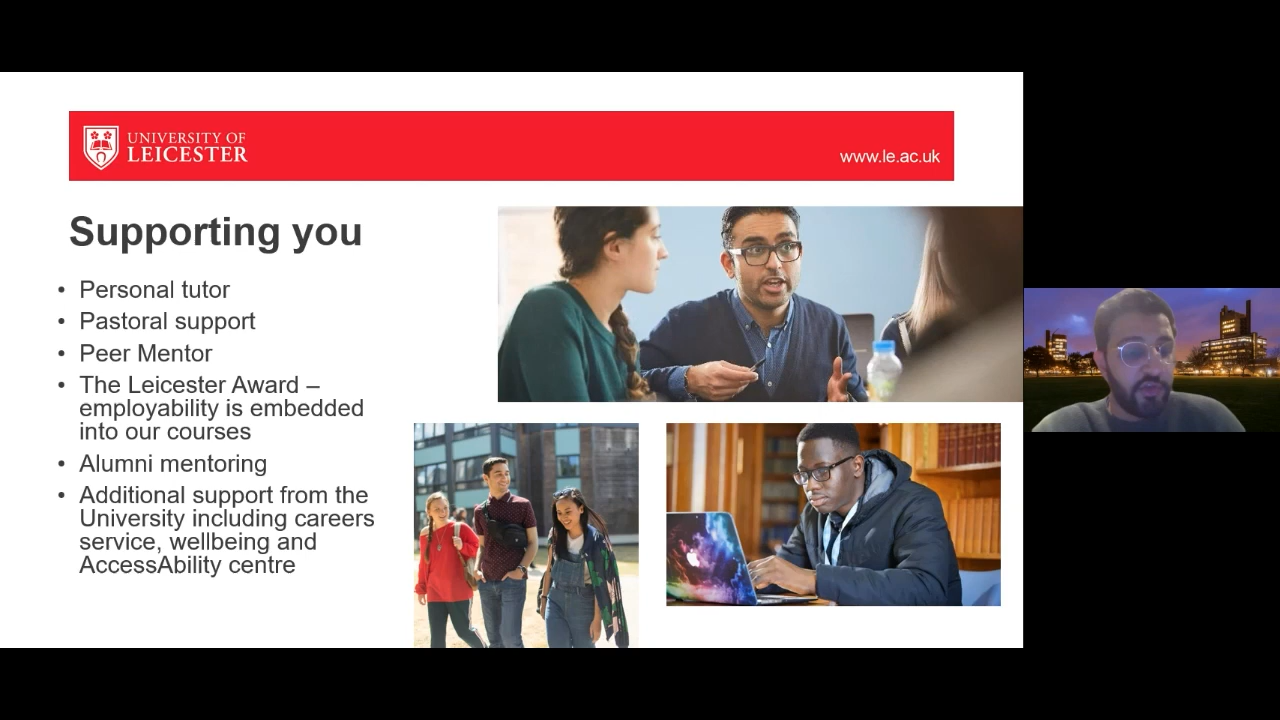 UNIVERSITY OF
LEICESTER
www.le.ac.uk
Supporting you
• Personal tutor
• Pastoral support
• Peer Mentor
• The Leicester Award –
employability is embedded
into our courses
• Alumni mentoring
• Additional support from the
University including careers
service, wellbeing and
AccessAbility centre